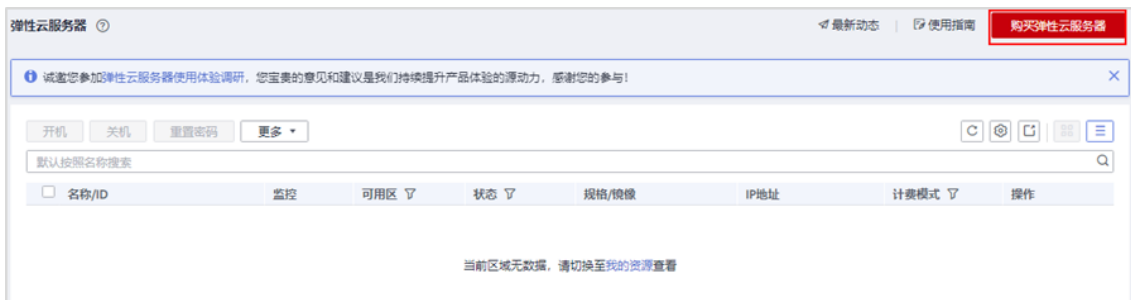 弹性云服务器 最新动态 使用指南 购买弹性云服务器
诚邀您参加弹性云服务器使用体验调研，您宝贵的意见和建议是我们持续提升产品体验的源动力，感谢您的参与！
开机 关机 重置密码 更多
默认按照名称搜索
名称/ID 监控 可用区 状态 规格/镜像 IP地址 计费模式 操作
当前区域无数据，请切换至我的资源查看